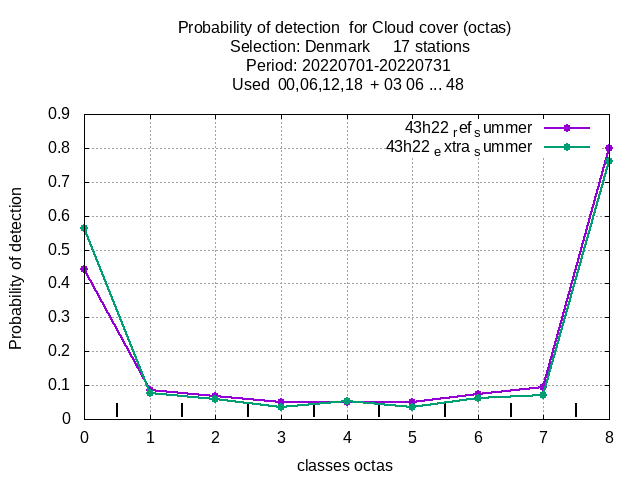 Probability of detection  for Cloud cover (octas)
Selection: Denmark     17 stations
Period: 20220701-20220731
Used  00,06,12,18  + 03 06 ... 48
43h22 ref summer
43h22 extra summer
Probability of detection
0.9
0.8
0.7
0.6
0.5
0.4
0.3
0.2
0.1
0
0 1 2 3 4 5 6 7 8
classes octas